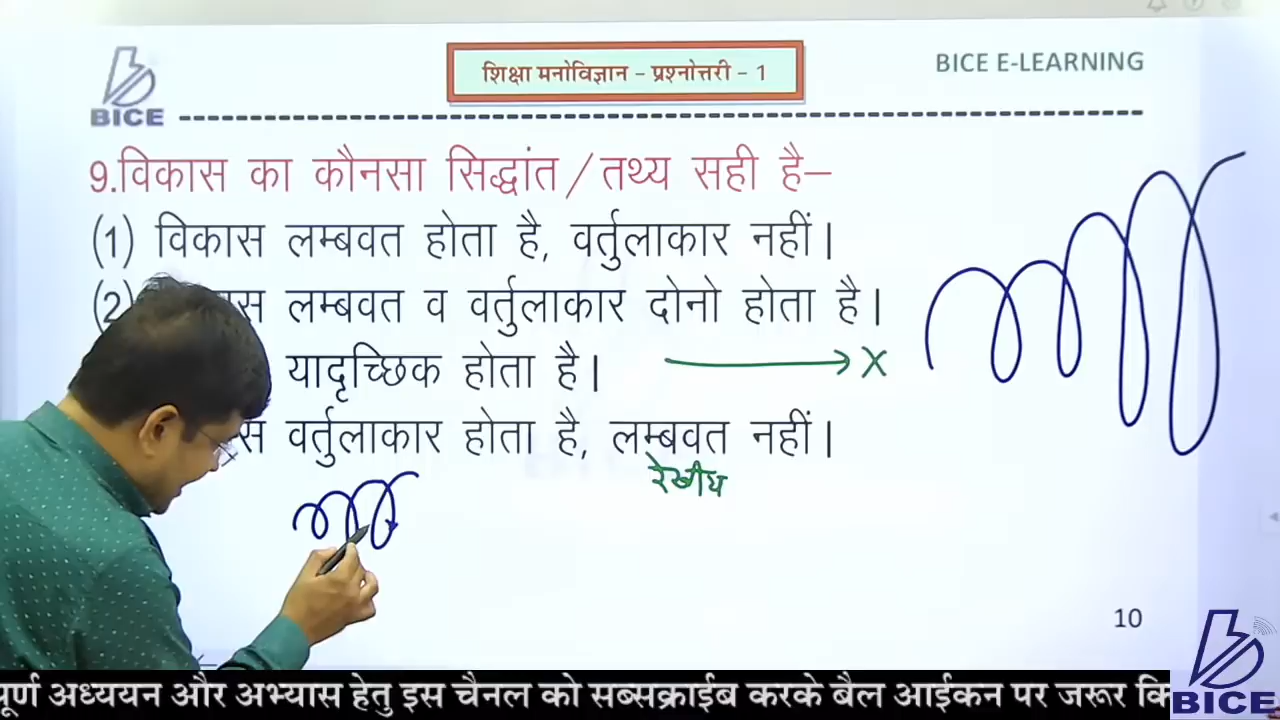 BICE
शिक्षा मनोविज्ञान - प्रश्नोत्तरी - 1
BICE E-LEARNING
9.विकास का कौनसा सिद्धांत / तथ्य सही है–
(1) विकास लम्बवत होता है, वर्तुलाकार नहीं।
(2) लम्बवत व वर्तुलाकार दोनो होता है।
यादृच्छिक होता है।
X
वर्तुलाकार होता है, लम्बवत नहीं।
रेखीय
10
अध्ययन और अभ्यास हेतु इस चैनल को सब्सक्राईब करके बैल आईकन पर जरूर
BICE